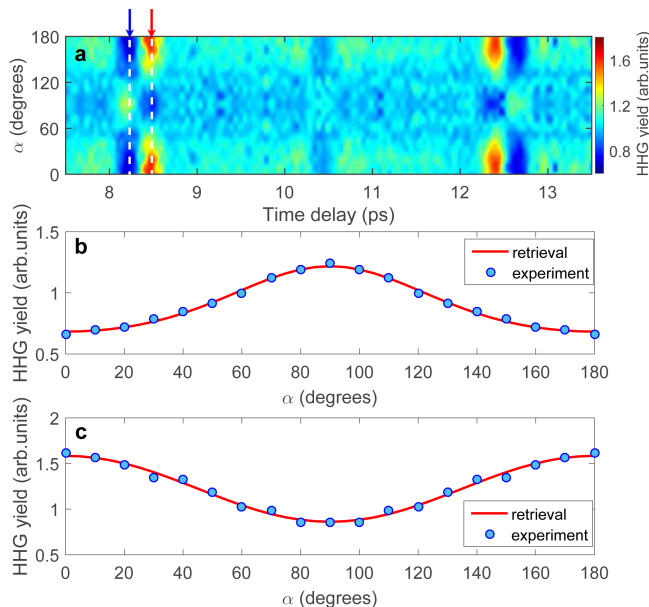 a
180
120
60
0
α (degrees)
8
9
10
11
12
13
Time delay (ps)
1.8
1.4
1.2
0.8
HHG yield (arb.units)
b
1.5
1
0.5
HHG yield (arb.units)
retrieval
experiment
0 20 40 60 80 100 120 140 160 180
α (degrees)
c
2
1.5
1
0.5
HHG yield (arb.units)
retrieval
experiment
0 20 40 60 80 100 120 140 160 180
α (degrees)